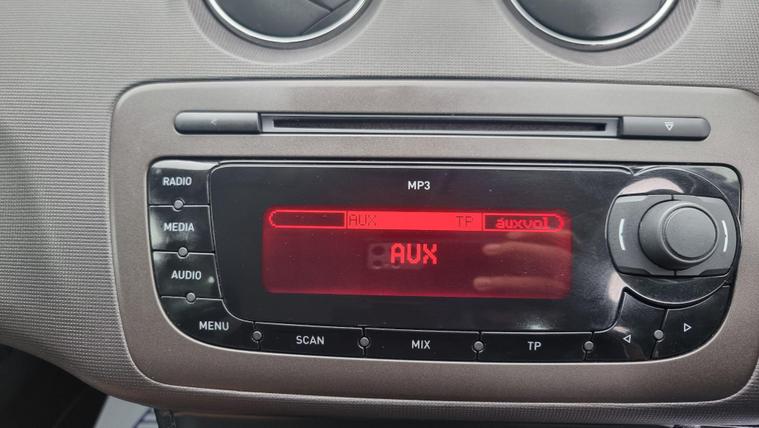 MP3
RADIO
AUX TP auxvol
MEDIA
AUX
AUDIO
MENU
SCAN
MIX
TP